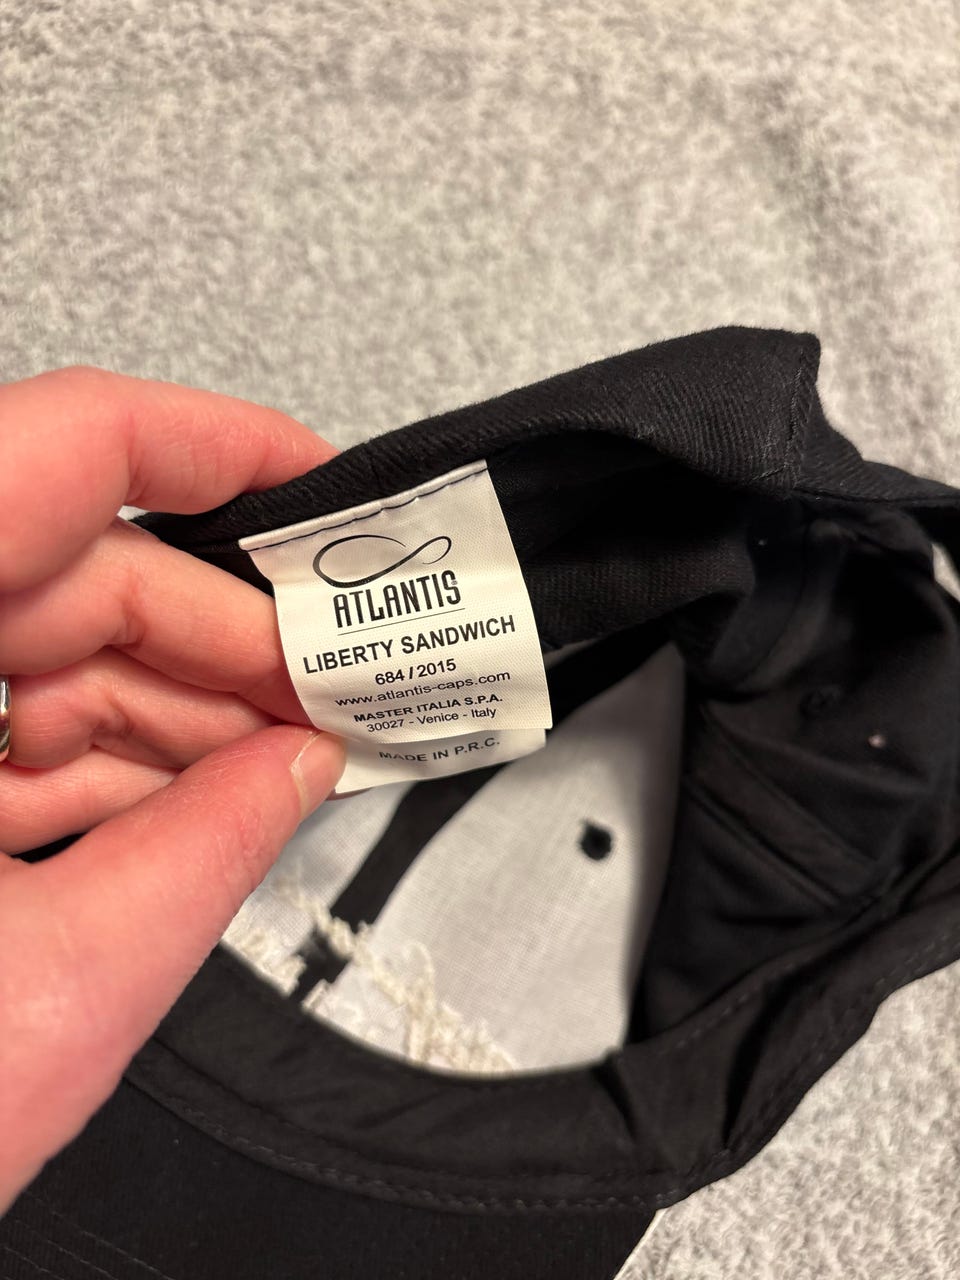 ATLANTIS®
LIBERTY SANDWICH
684/2015
www.atlantis-caps.com
MASTER ITALIA S.P.A.
30027 - Venice - Italy
MADE IN P.R.C.